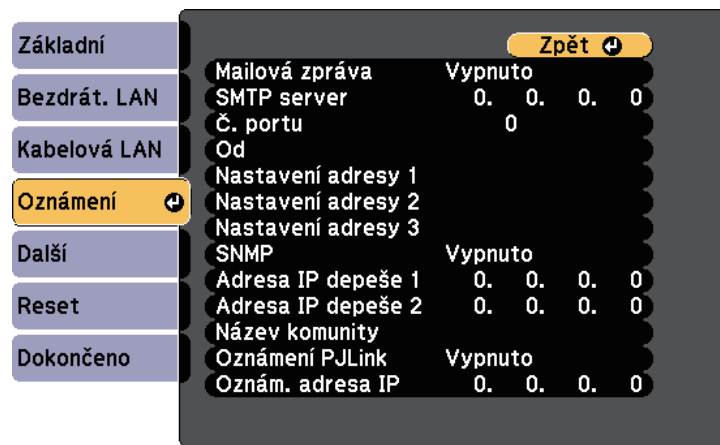 Základní
Bezdrát. LAN
Kabelová LAN
Oznámení
Další
Reset
Dokončeno
Zpět
Mailová zpráva Vypnuto
SMTP server 0. 0. 0. 0
Č. portu 0
Od
Nastavení adresy 1
Nastavení adresy 2
Nastavení adresy 3
SNMP Vypnuto
Adresa IP depeše 1 0. 0. 0. 0
Adresa IP depeše 2 0. 0. 0. 0
Název komunity
Oznámení PJLink Vypnuto
Oznám. adresa IP 0. 0. 0. 0